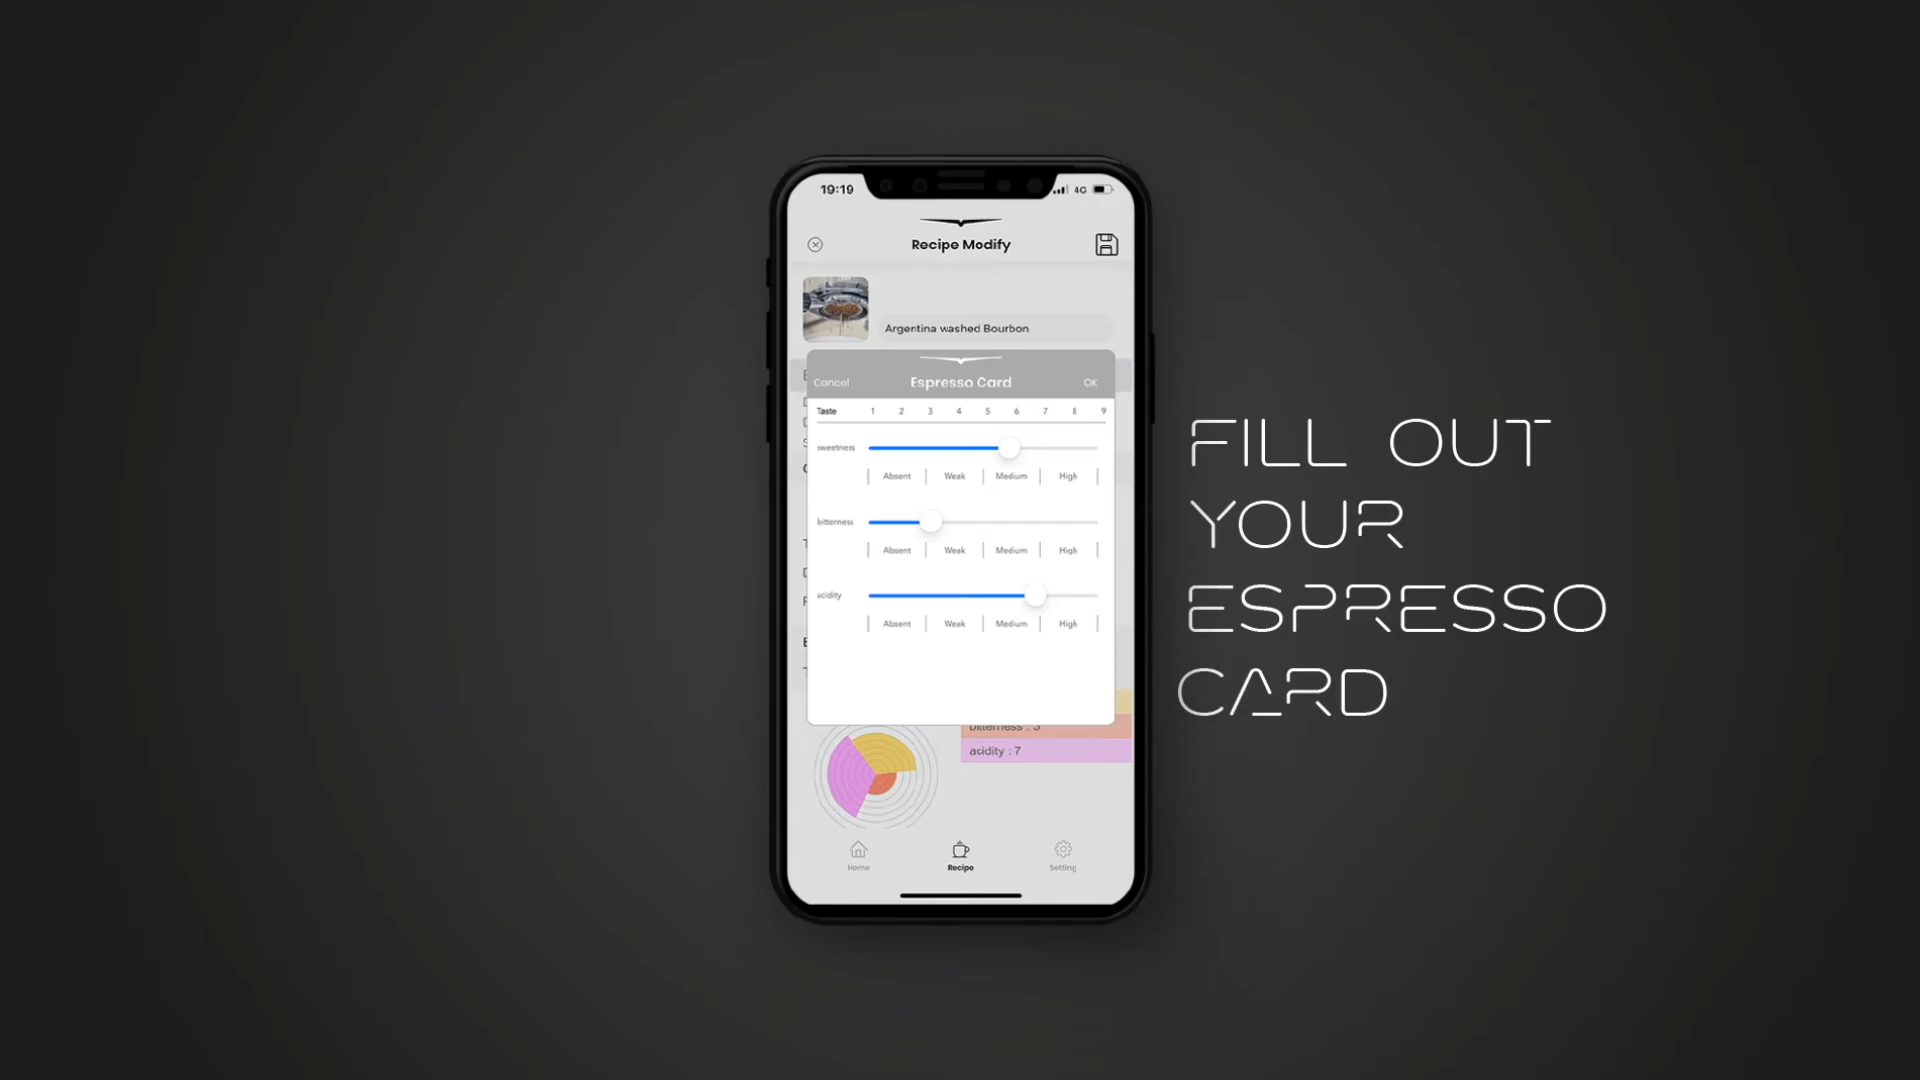 19:19
4G
Recipe Modify
Argentina washed Bourbon
Cancel Espresso Card OK
Taste 1 2 3 4 5 6 7 8 9
sweetness
Absent Weak Medium High
bitterness
Absent Weak Medium High
acidity
Absent Weak Medium High
acidity : 7
Home Recipe Setting
FILL OUT
YOUR
ESPRESSO
CARD